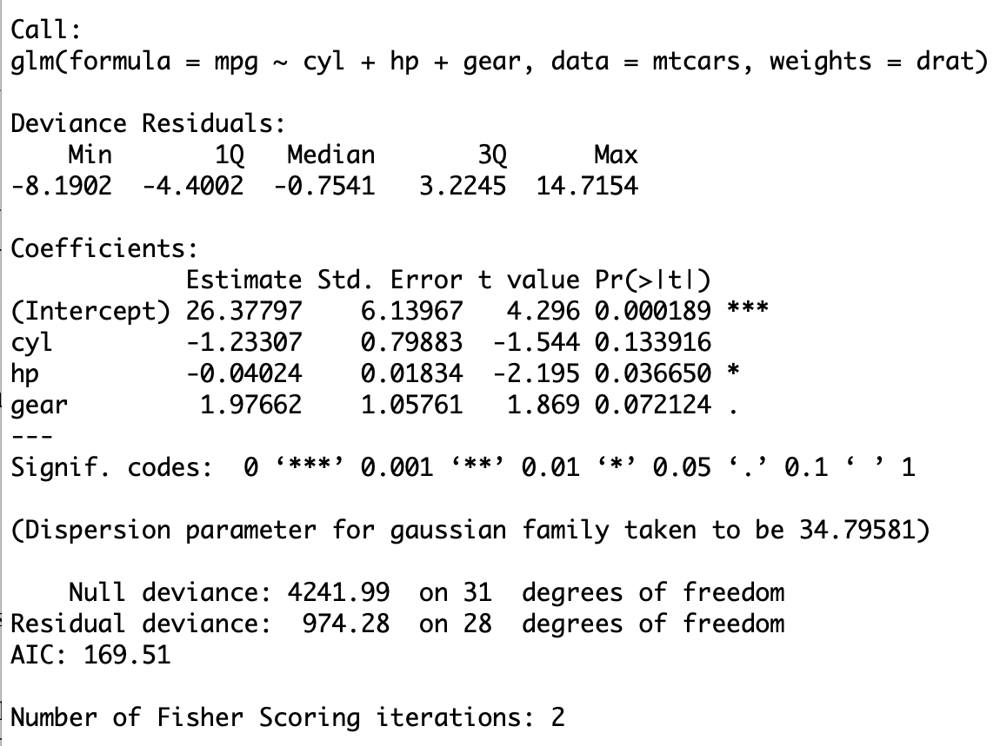 Call:
glm(formula = mpg ~ cyl + hp + gear, data = mtcars, weights = drat)
Deviance Residuals:
    Min       1Q   Median       3Q      Max
-8.1902  -4.4002  -0.7541   3.2245  14.7154
Coefficients:
            Estimate Std. Error t value Pr(>|t|)
(Intercept) 26.37797    6.13967   4.296 0.000189 ***
cyl         -1.23307    0.79883  -1.544 0.133916
hp          -0.04024    0.01834  -2.195 0.036650 *
gear         1.97662    1.05761   1.869 0.072124 .
---
Signif. codes:  0 ‘***’ 0.001 ‘**’ 0.01 ‘*’ 0.05 ‘.’ 0.1 ‘ ’ 1
(Dispersion parameter for gaussian family taken to be 34.79581)
    Null deviance: 4241.99  on 31  degrees of freedom
Residual deviance:  974.28  on 28  degrees of freedom
AIC: 169.51
Number of Fisher Scoring iterations: 2